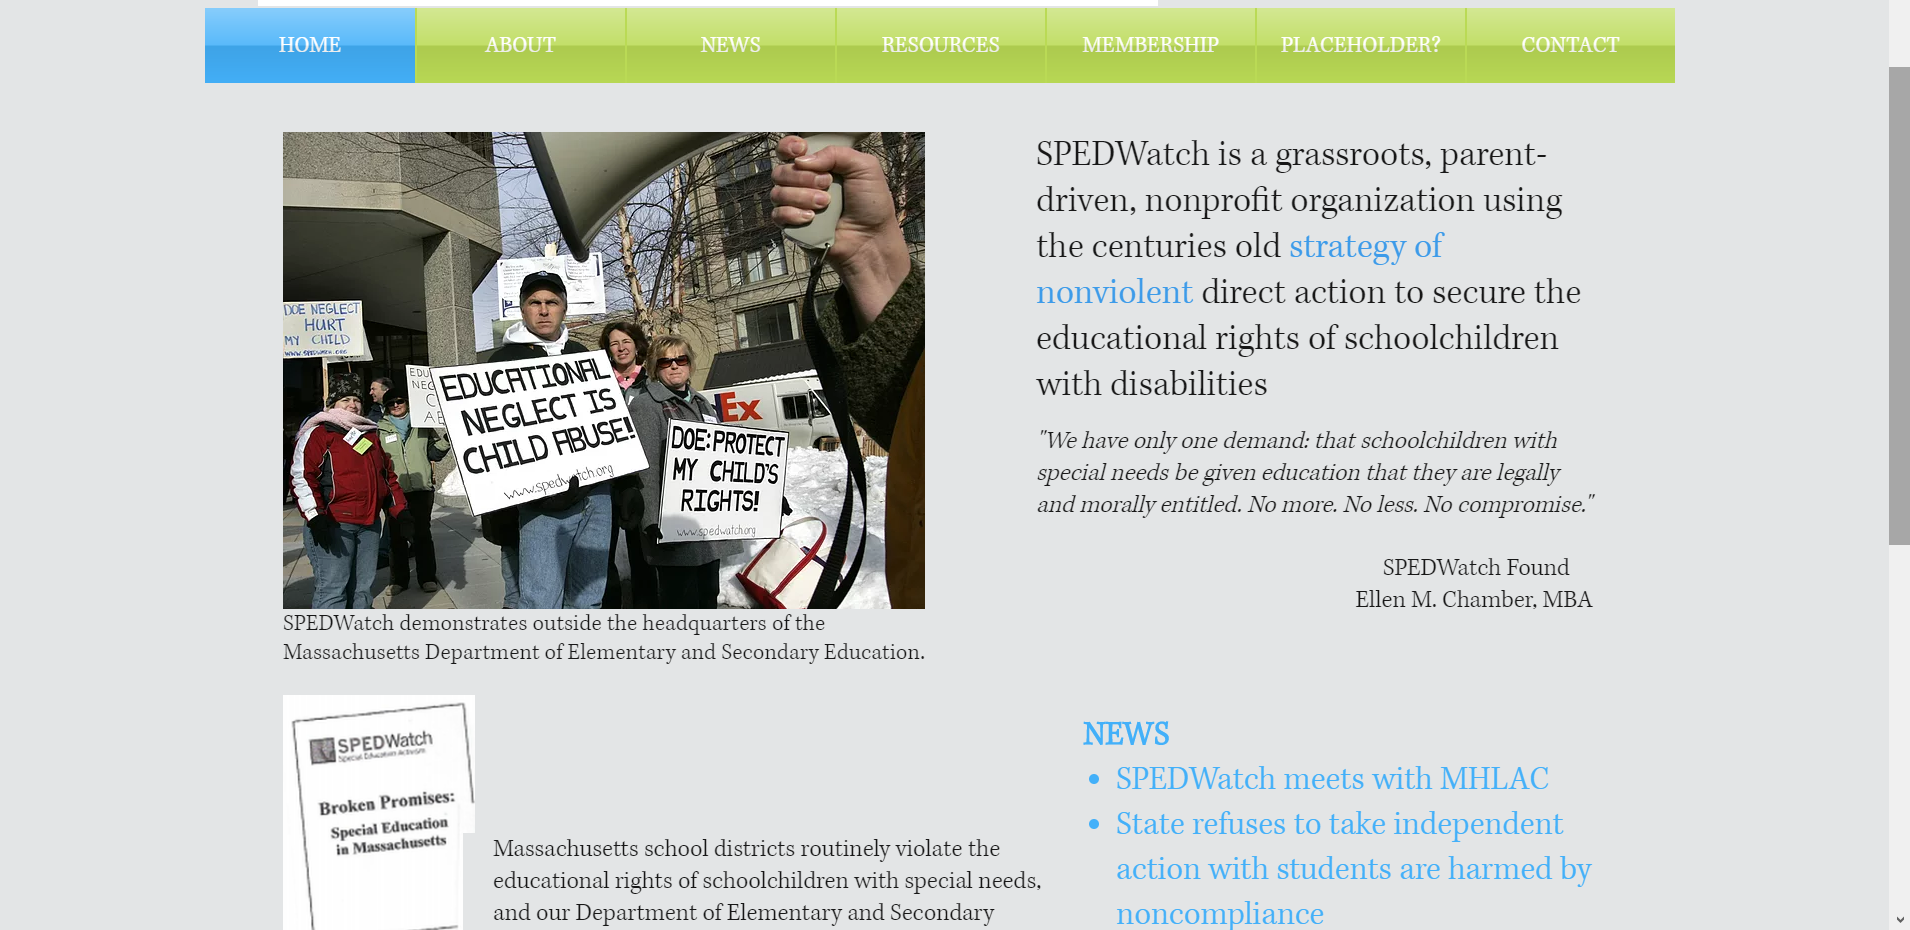 HOME
ABOUT
NEWS
RESOURCES
MEMBERSHIP
PLACEHOLDER?
CONTACT
DOE NEGLECT
HURT
MY CHILD
www.spedwatch.org
EDUCATIONAL
NEGLECT IS
CHILD ABUSE!
www.spedwatch.org
Ex
DOE: PROTECT
MY CHILD'S
RIGHTS!
www.spedwatch.org
SPEDWatch demonstrates outside the headquarters of the
Massachusetts Department of Elementary and Secondary Education.
SPEDWatch is a grassroots, parent-
driven, nonprofit organization using
the centuries old strategy of
nonviolent direct action to secure the
educational rights of schoolchildren
with disabilities
"We have only one demand: that schoolchildren with
special needs be given education that they are legally
and morally entitled. No more. No less. No compromise."
SPEDWatch Found
Ellen M. Chamber, MBA
SPEDWatch
Special Education Activism
Broken Promises:
Special Education
in Massachusetts
Massachusetts school districts routinely violate the
educational rights of schoolchildren with special needs,
and our Department of Elementary and Secondary
NEWS
• SPEDWatch meets with MHLAC
• State refuses to take independent
action with students are harmed by
noncompliance